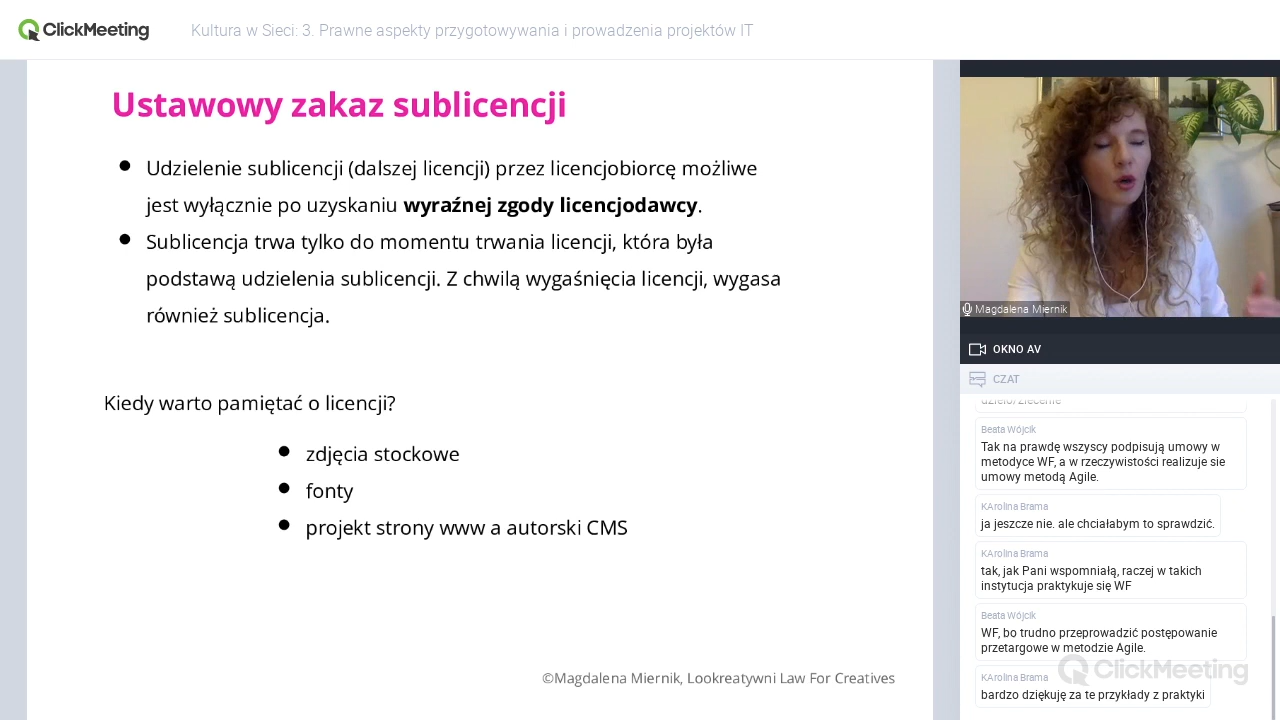 ClickMeeting
Kultura w Sieci: 3. Prawne aspekty przygotowywania i prowadzenia projektów IT
Ustawowy zakaz sublicencji
Udzielenie sublicencji (dalszej licencji) przez licencjobiorcę możliwe
jest wyłącznie po uzyskaniu wyraźnej zgody licencjodawcy.
Sublicencja trwa tylko do momentu trwania licencji, która była
podstawą udzielenia sublicencji. Z chwilą wygaśnięcia licencji, wygasa
również sublicencja.
Kiedy warto pamiętać o licencji?
zdjęcia stockowe
fonty
projekt strony www a autorski CMS
©Magdalena Miernik, Lookreatywni Law For Creatives
Magdalena Miernik
OKNO AV
CZAT
dzieło/zlecenie
Beata Wójcik
Tak na prawdę wszyscy podpisują umowy w
metodyce WF, a w rzeczywistości realizuje sie
umowy metodą Agile.
KArolina Brama
ja jeszcze nie. ale chciałabym to sprawdzić.
KArolina Brama
tak, jak Pani wspomniałą, raczej w takich
instytucja praktykuje się WF
Beata Wójcik
WF, bo trudno przeprowadzić postępowanie
przetargowe w metodzie Agile.
KArolina Brama
bardzo dziękuję za te przykłady z praktyki
ClickMeeting